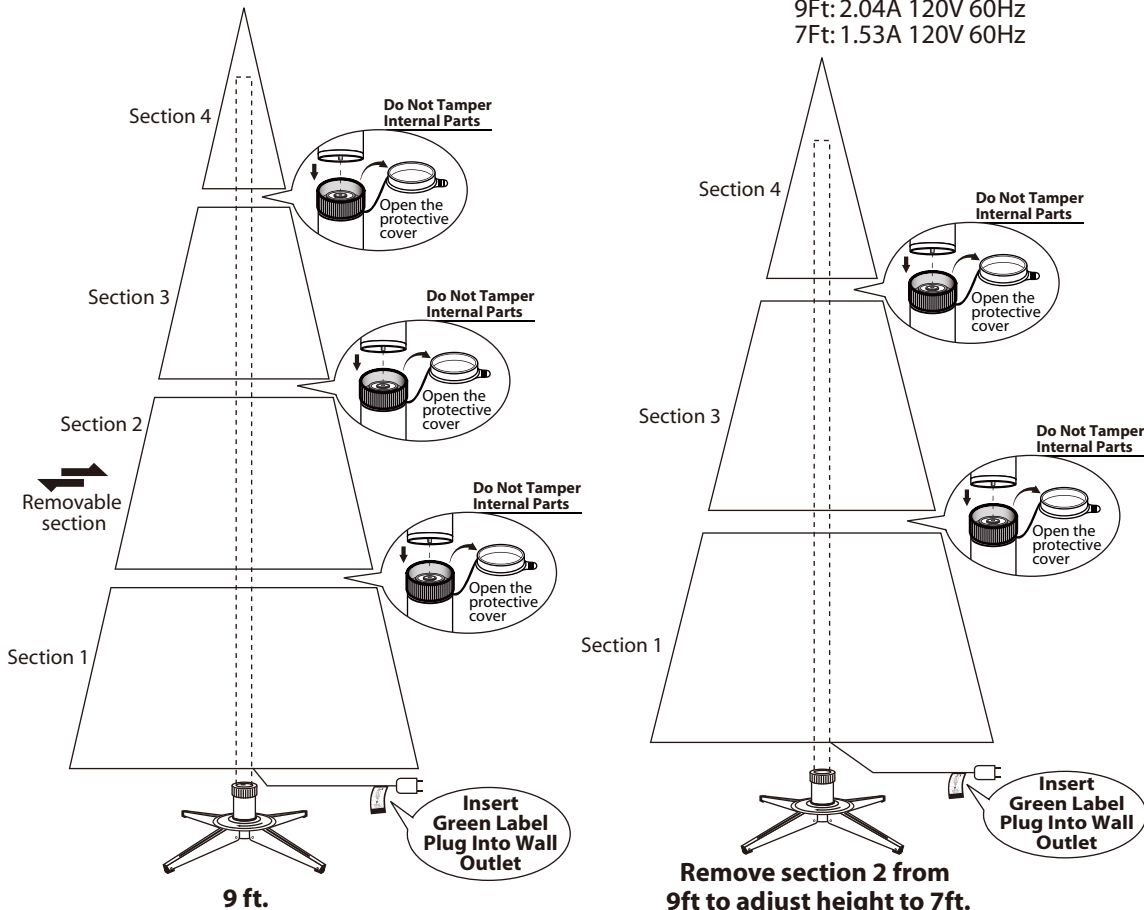 9Ft: 2.04A 120V 60Hz
7Ft: 1.53A 120V 60Hz
Section 4
Do Not Tamper
Internal Parts
Open the
protective
cover
Section 3
Do Not Tamper
Internal Parts
Open the
protective
cover
Section 2
Removable
section
Do Not Tamper
Internal Parts
Open the
protective
cover
Section 1
Insert
Green Label
Plug Into Wall
Outlet
9 ft.
Section 4
Do Not Tamper
Internal Parts
Open the
protective
cover
Section 3
Do Not Tamper
Internal Parts
Open the
protective
cover
Section 1
Insert
Green Label
Plug Into Wall
Outlet
Remove section 2 from
9ft to adjust height to 7ft.